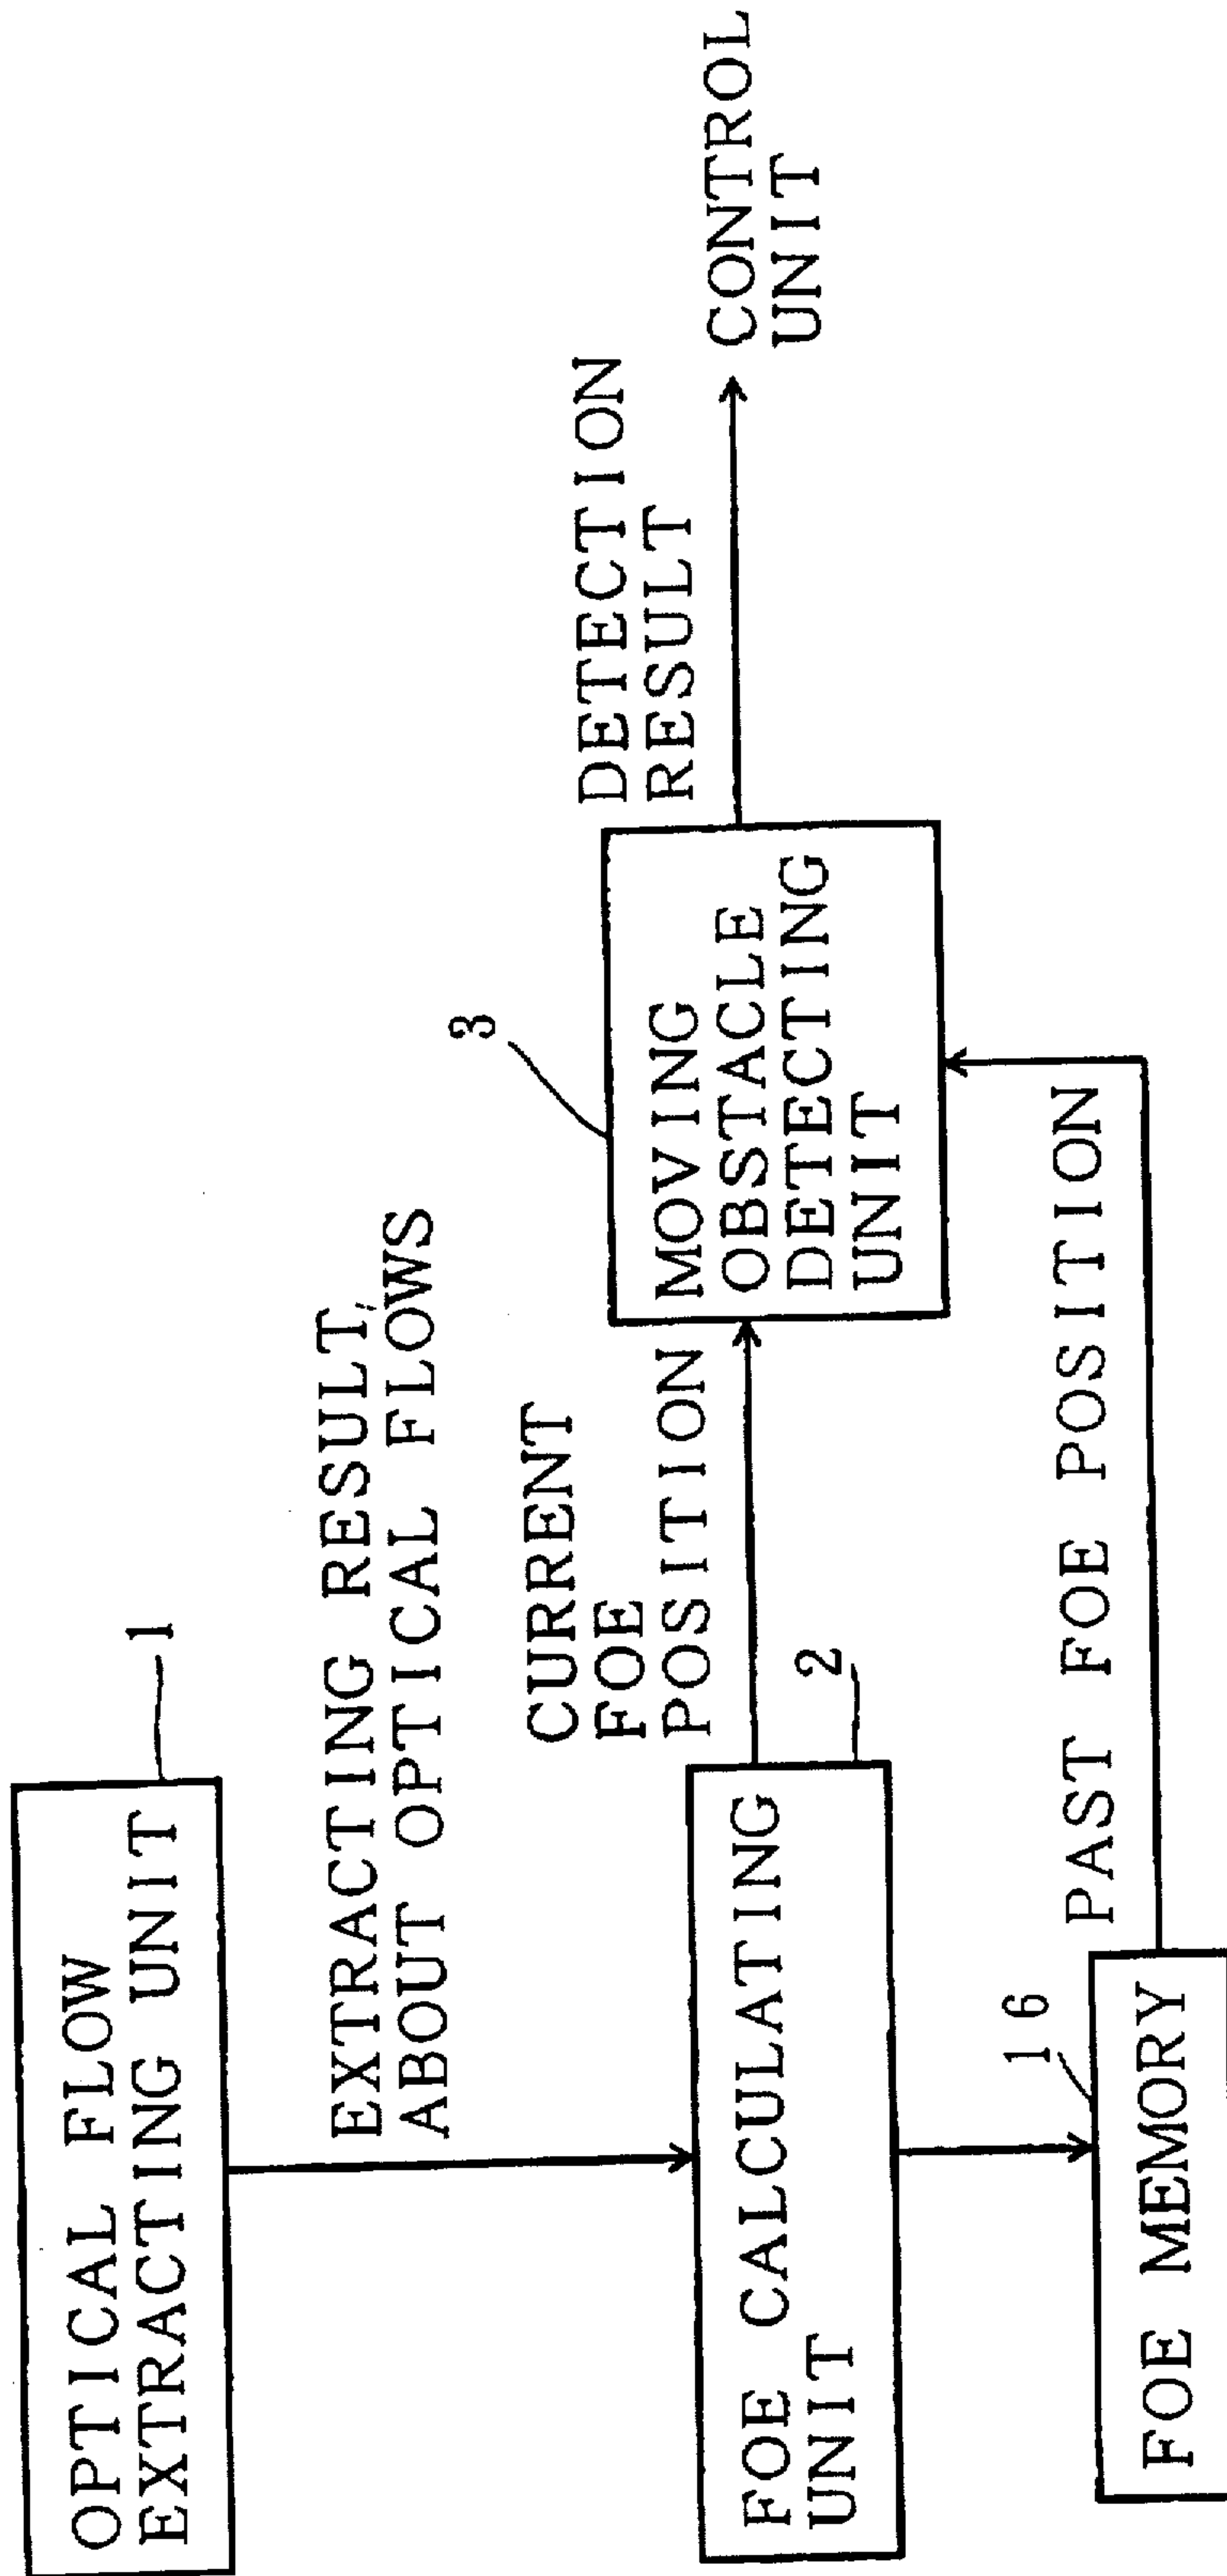 OPTICAL FLOW
EXTRACTING UNIT
1
EXTRACTING RESULT
ABOUT OPTICAL FLOWS
FOE CALCULATING
UNIT
2
CURRENT
FOE
POSITION
3
MOVING
OBSTACLE
DETECTING
UNIT
DETECTION
RESULT
CONTROL
UNIT
16
FOE MEMORY
PAST FOE POSITION